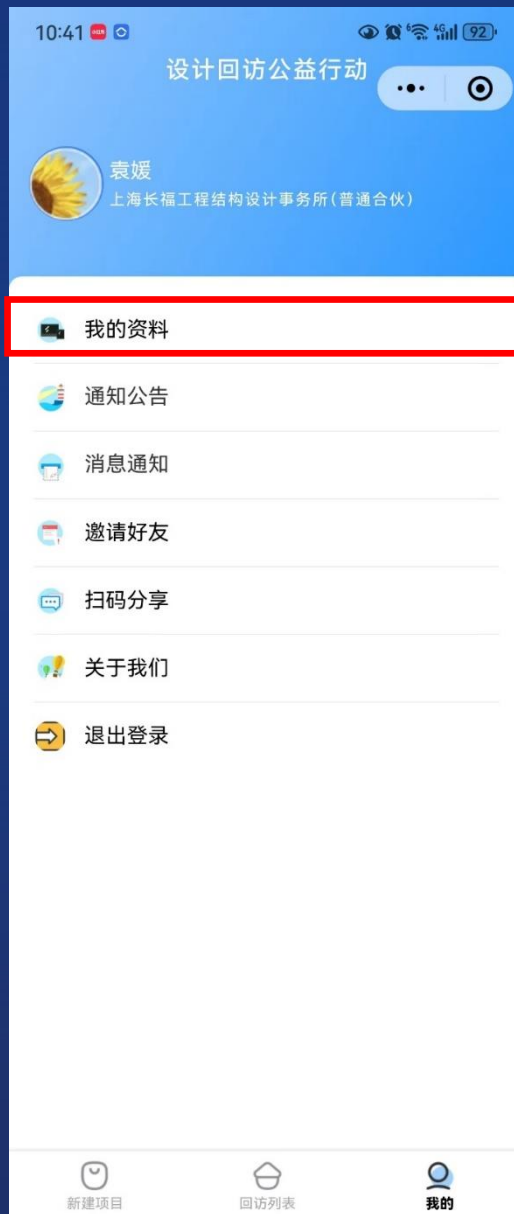 10:41
4G
92
设计回访公益行动
袁媛
上海长福工程结构设计事务所(普通合伙)
我的资料
通知公告
消息通知
邀请好友
扫码分享
关于我们
退出登录
新建项目
回访列表
我的